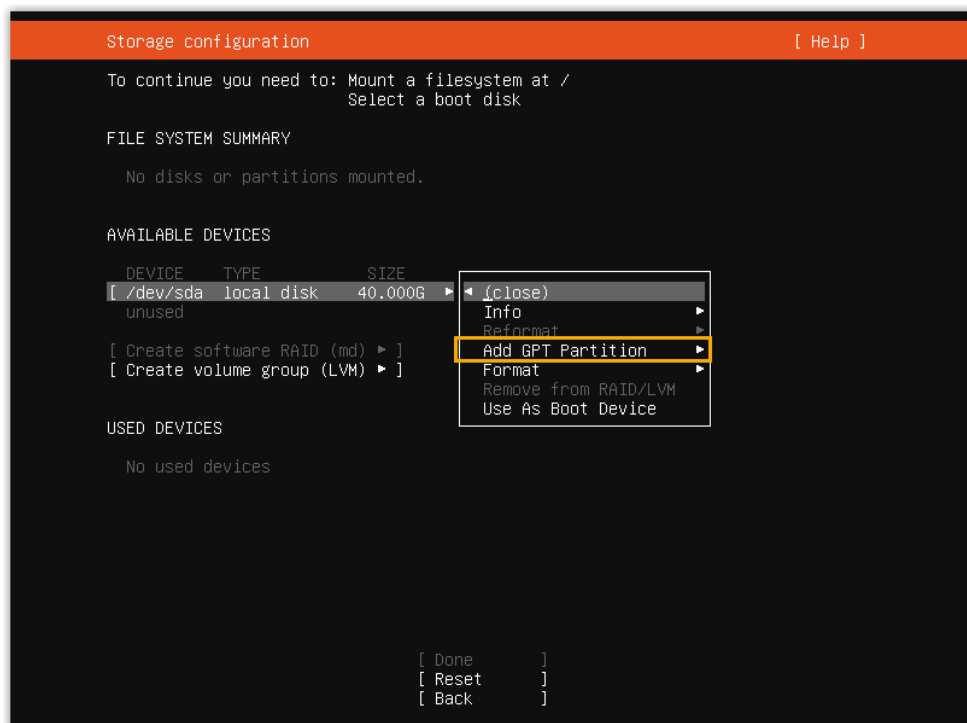 Storage configuration [ Help ]
To continue you need to: Mount a filesystem at /
Select a boot disk
FILE SYSTEM SUMMARY
No disks or partitions mounted.
AVAILABLE DEVICES
DEVICE TYPE SIZE
[ /dev/sda local disk 40.000G ▸ ◂ (close)
unused Info ▸
Reformat ▸
[ Create software RAID (md) ▸ ] Add GPT Partition ▸
[ Create volume group (LVM) ▸ ] Format ▸
Remove from RAID/LVM
Use As Boot Device
USED DEVICES
No used devices
[ Done ]
[ Reset ]
[ Back ]